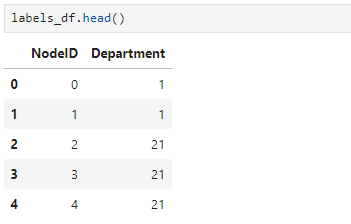 labels_df.head()
NodeID Department
0 0 1
1 1 1
2 2 21
3 3 21
4 4 21